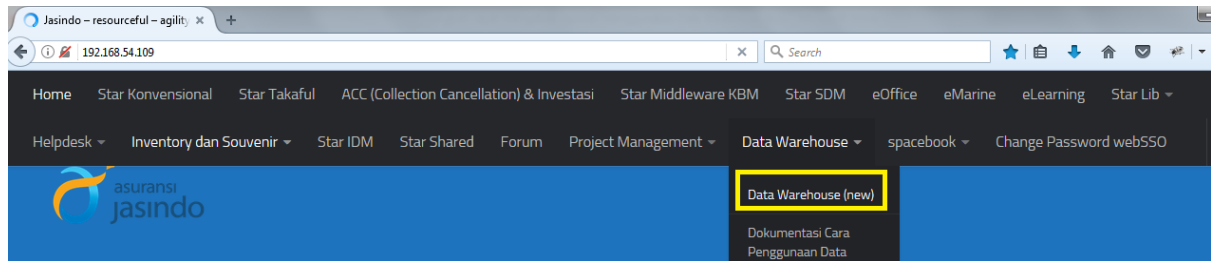 Jasindo – resourceful – agility
192.168.54.109
Search
Home Star Konvensional Star Takaful ACC (Collection Cancellation) & Investasi Star Middleware KBM Star SDM eOffice eMarine eLearning Star Lib
Helpdesk Inventory dan Souvenir Star IDM Star Shared Forum Project Management Data Warehouse spacebook Change Password webSSO
asuransi
jasindo
Data Warehouse (new)
Dokumentasi Cara
Penggunaan Data